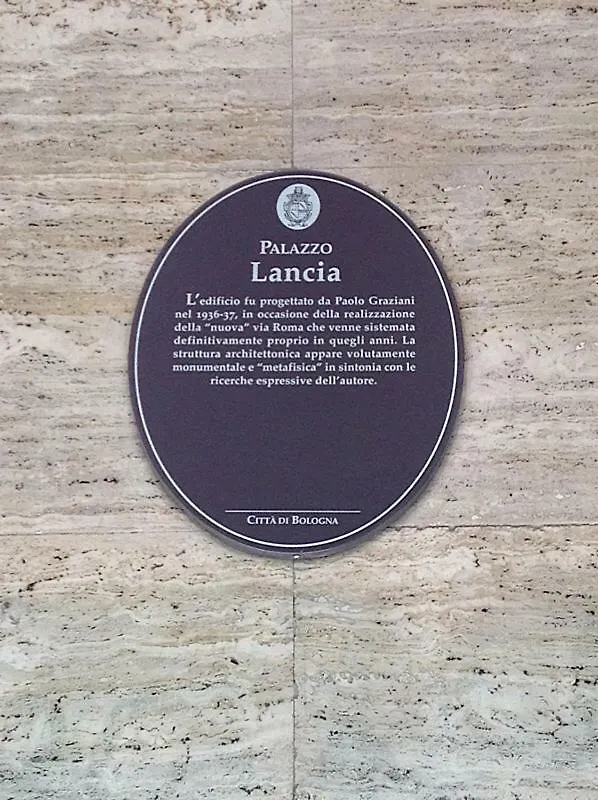 PALAZZO
Lancia
L'edificio fu progettato da Paolo Graziani
nel 1936-37, in occasione della realizzazione
della "nuova" via Roma che venne sistemata
definitivamente proprio in quegli anni. La
struttura architettonica appare volutamente
monumentale e "metafisica" in sintonia con le
ricerche espressive dell'autore.
CITTÀ DI BOLOGNA